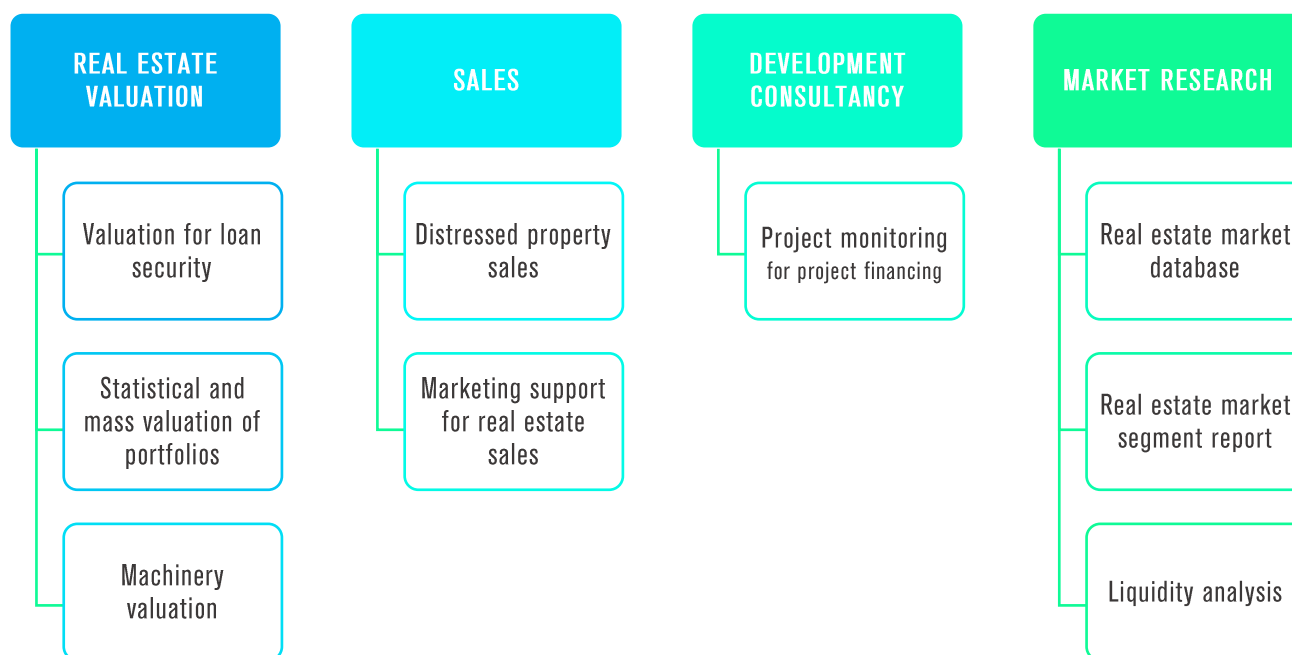 REAL ESTATE
VALUATION
Valuation for loan
security
Statistical and
mass valuation of
portfolios
Machinery
valuation
SALES
Distressed property
sales
Marketing support
for real estate
sales
DEVELOPMENT
CONSULTANCY
Project monitoring
for project financing
MARKET RESEARCH
Real estate market
database
Real estate market
segment report
Liquidity analysis